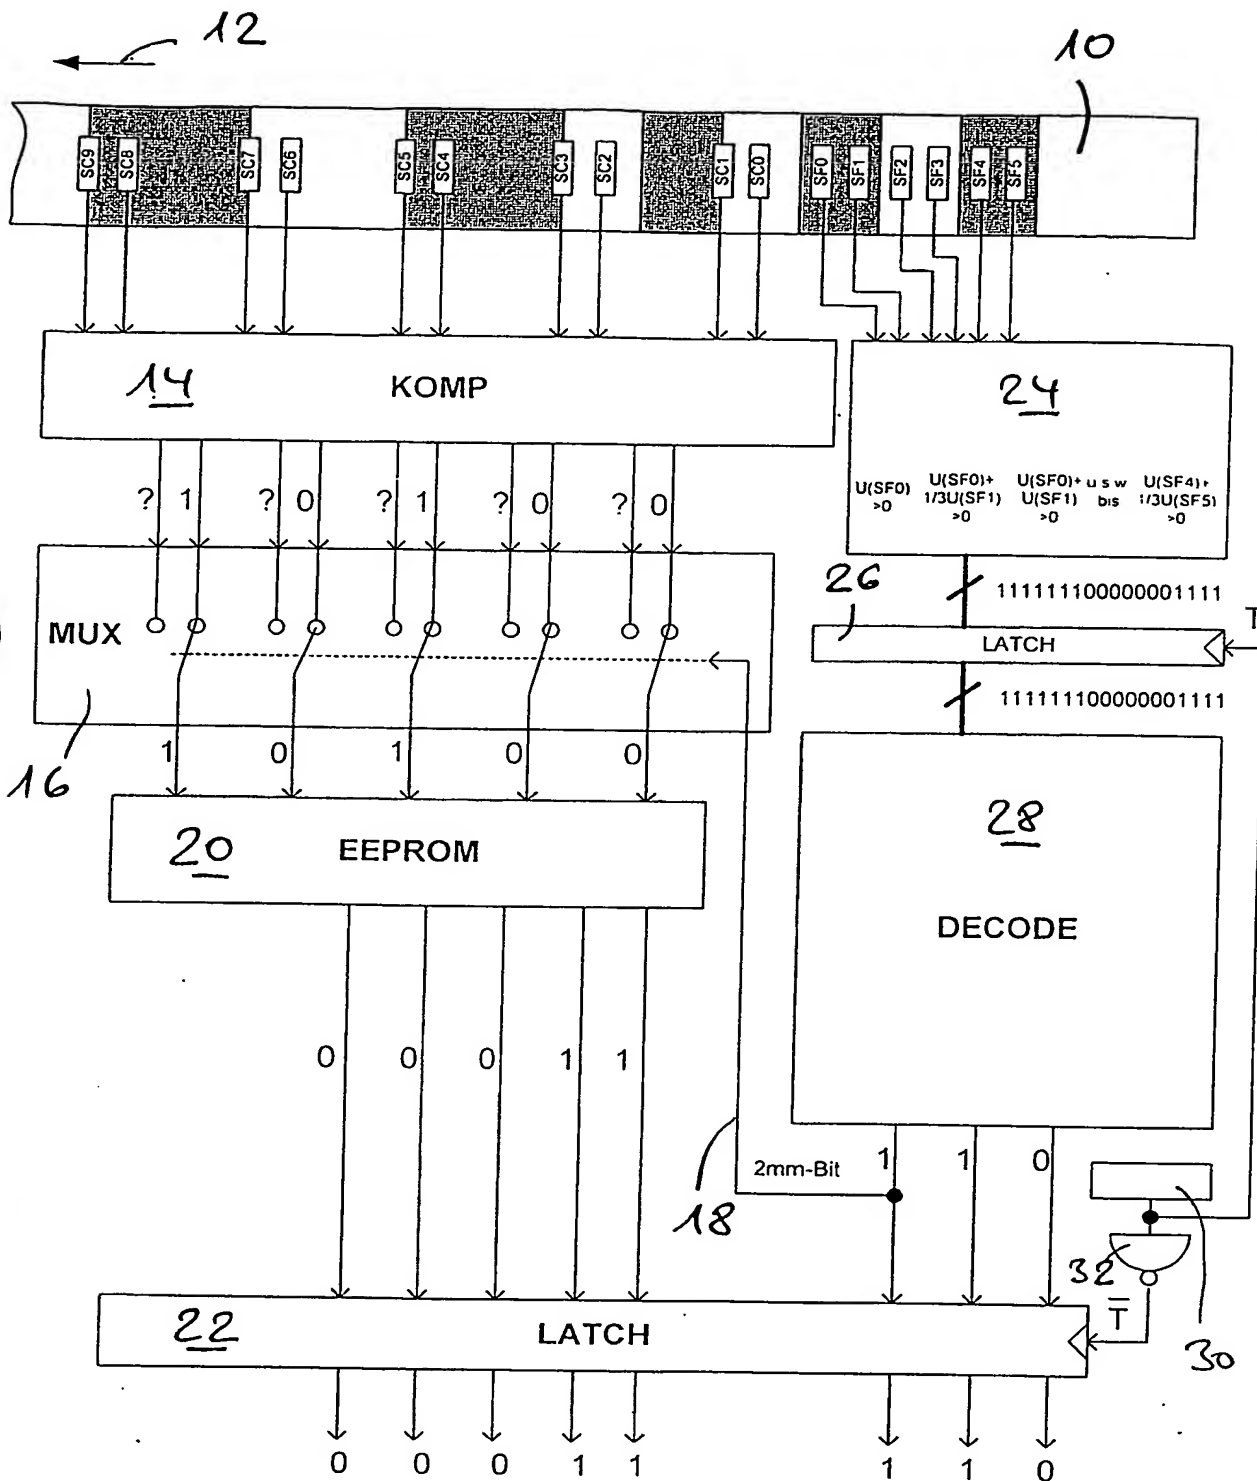 12
10
SC9 SC8 SC7 SC6 SC5 SC4 SC3 SC2 SC1 SC0 SF0 SF1 SF2 SF3 SF4 SF5
14 KOMP
24
U(SF0) >0
U(SF0)+ 1/3U(SF1) >0
U(SF0)+ U(SF1) >0
u s w bis
U(SF4)+ 1/3U(SF5) >0
? 1 ? 0 ? 1 ? 0 ? 0
26
111111100000001111
T
LATCH
MUX
111111100000001111
16
1 0 1 0 0
20 EEPROM
28
DECODE
0 0 0 1 1
2mm-Bit
1 1 0
18
32
T̅
30
22 LATCH
0 0 0 1 1 1 1 0